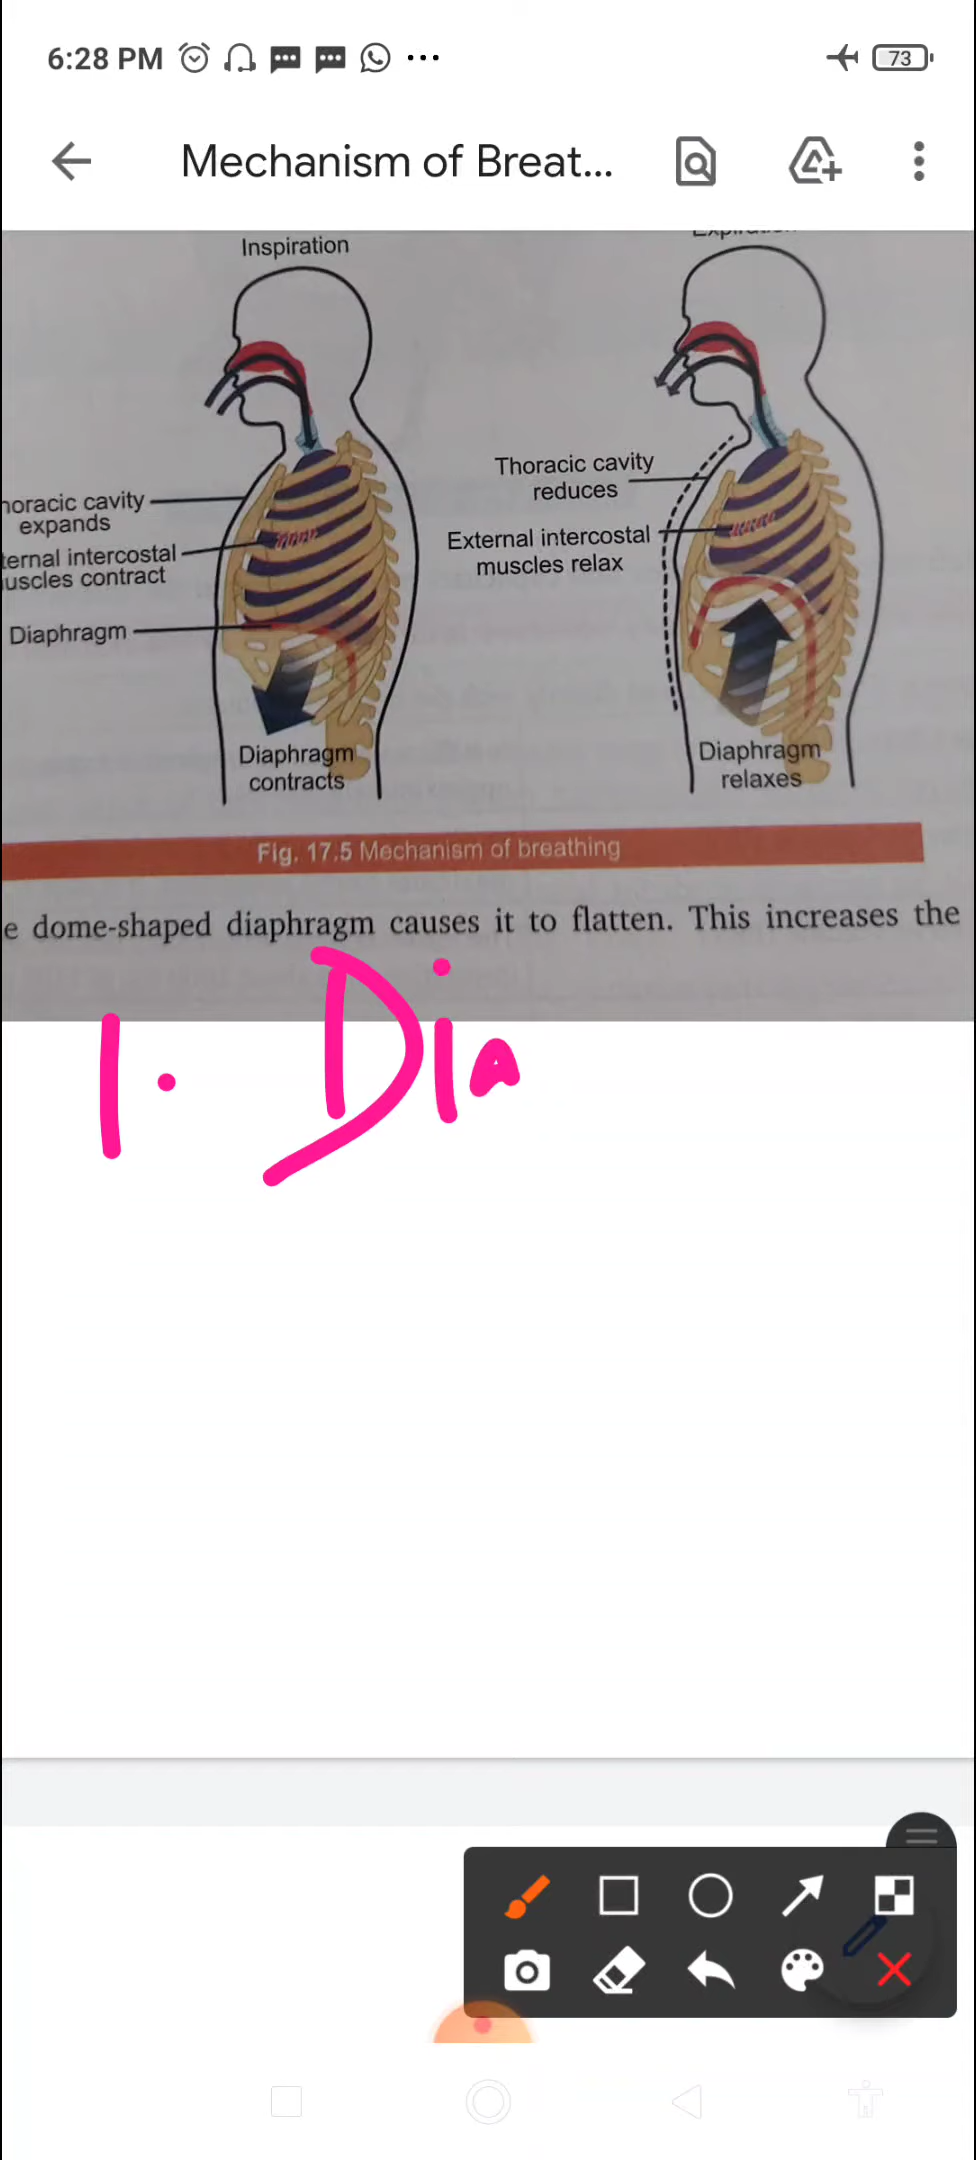 6:28 PM
73
Mechanism of Breat...
Inspiration
Thoracic cavity
reduces
External intercostal
muscles relax
horacic cavity
expands
ternal intercostal
uscles contract
Diaphragm
Diaphragm
contracts
Diaphragm
relaxes
Fig. 17.5 Mechanism of breathing
e dome-shaped diaphragm causes it to flatten. This increases the
1. Dia